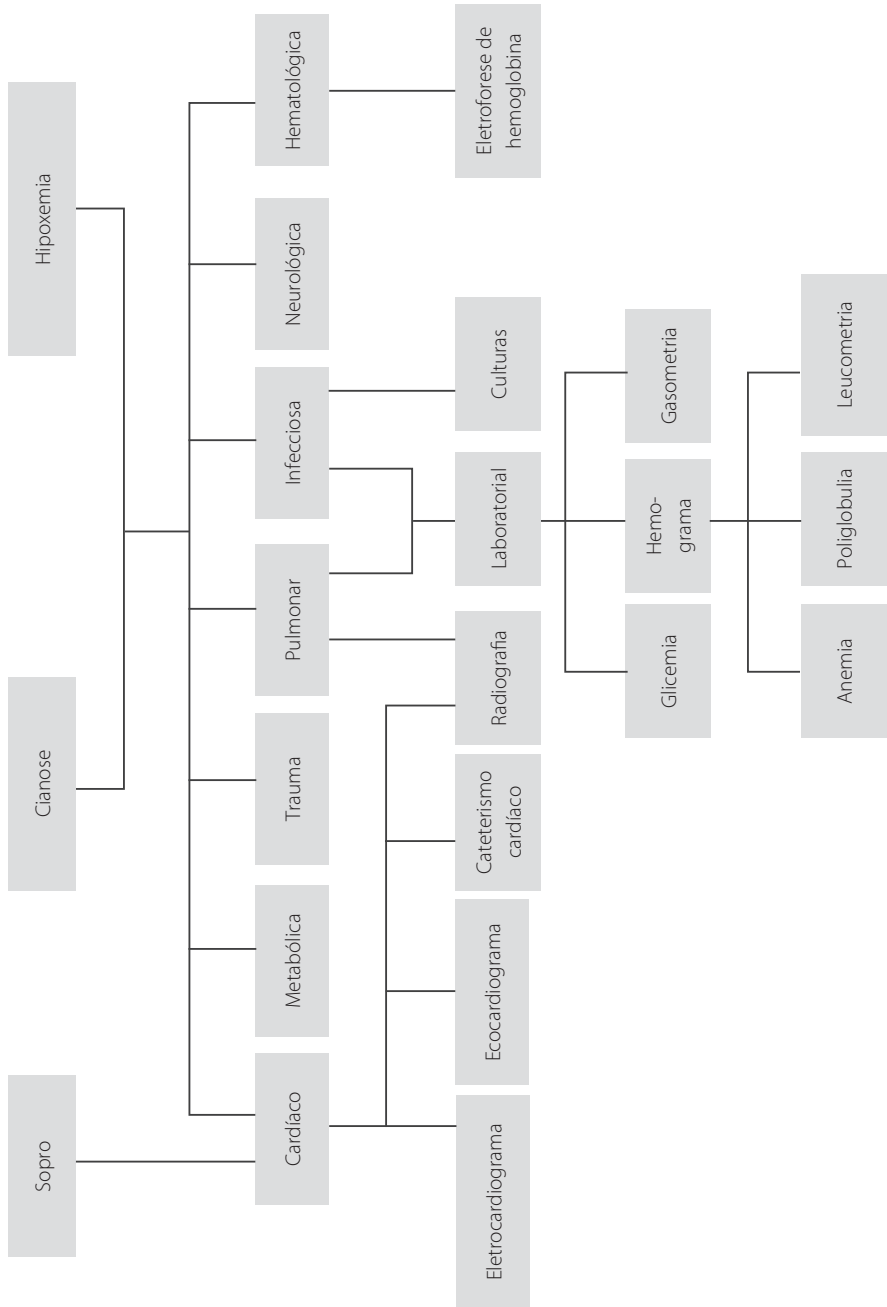 Sopro
Cianose
Hipoxemia
Cardíaco
Metabólica
Trauma
Pulmonar
Infecciosa
Neurológica
Hematológica
Eletrocardiograma
Ecocardiograma
Cateterismo
cardíaco
Radiografia
Laboratorial
Culturas
Eletroforese de
hemoglobina
Glicemia
Hemo-
grama
Gasometria
Anemia
Poliglobulia
Leucometria